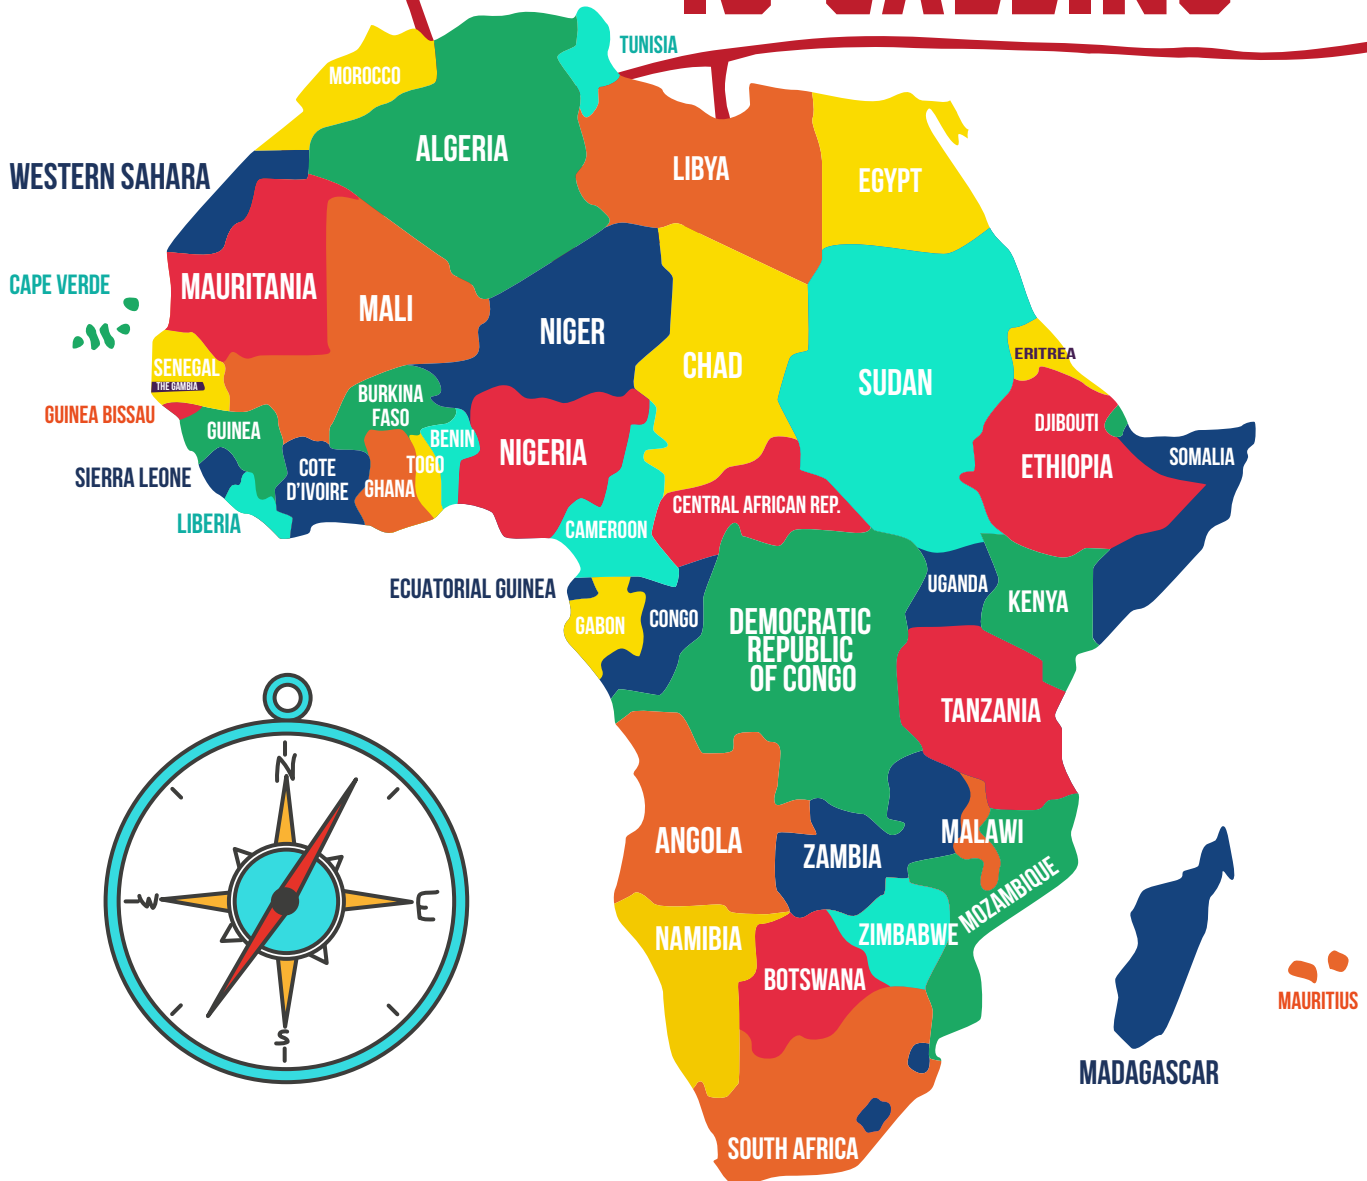 TUNISIA
MOROCCO
ALGERIA
LIBYA
EGYPT
WESTERN SAHARA
CAPE VERDE
MAURITANIA
MALI
NIGER
CHAD
SUDAN
ERITREA
SENEGAL
THE GAMBIA
GUINEA BISSAU
GUINEA
BURKINA
FASO
BENIN
NIGERIA
DJIBOUTI
ETHIOPIA
SOMALIA
SIERRA LEONE
COTE
D'IVOIRE
TOGO
GHANA
LIBERIA
CAMEROON
CENTRAL AFRICAN REP.
ECUATORIAL GUINEA
GABON
CONGO
DEMOCRATIC
REPUBLIC
OF CONGO
UGANDA
KENYA
TANZANIA
ANGOLA
ZAMBIA
MALAWI
MOZAMBIQUE
NAMIBIA
ZIMBABWE
BOTSWANA
MADAGASCAR
MAURITIUS
SOUTH AFRICA
N
W
E
S